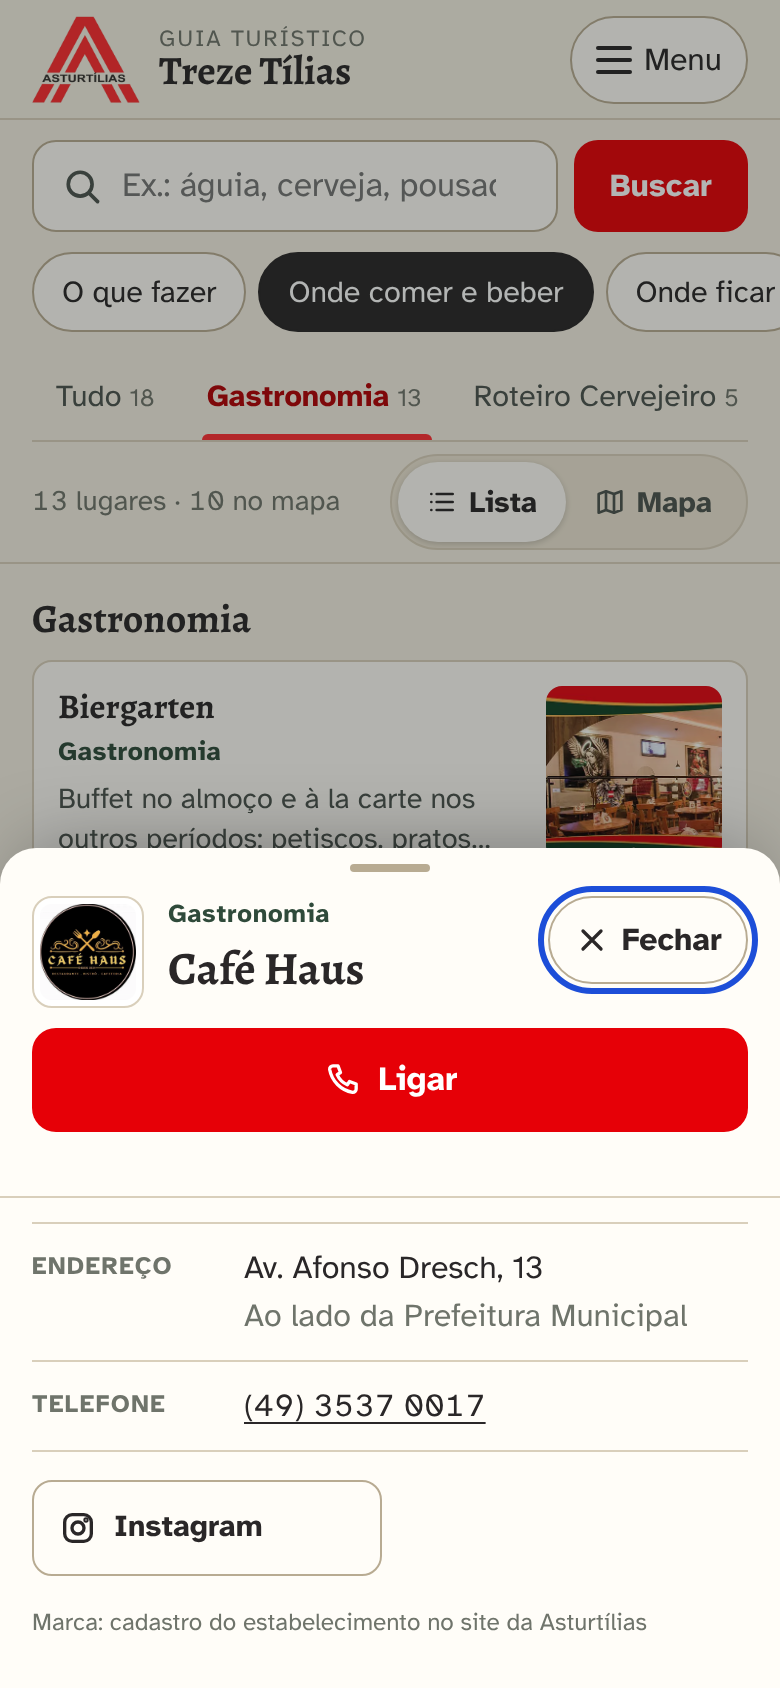 ASTURTÍLIAS
GUIA TURÍSTICO
Treze Tílias
Menu
Ex.: águia, cerveja, pousad
Buscar
O que fazer
Onde comer e beber
Onde ficar
Tudo 18
Gastronomia 13
Roteiro Cervejeiro 5
13 lugares · 10 no mapa
Lista
Mapa
Gastronomia
Biergarten
Gastronomia
Buffet no almoço e à la carte nos
outros períodos: petiscos, pratos...
CAFÉ HAUS
Gastronomia
Café Haus
Fechar
Ligar
ENDEREÇO
Av. Afonso Dresch, 13
Ao lado da Prefeitura Municipal
TELEFONE
(49) 3537 0017
Instagram
Marca: cadastro do estabelecimento no site da Asturtílias